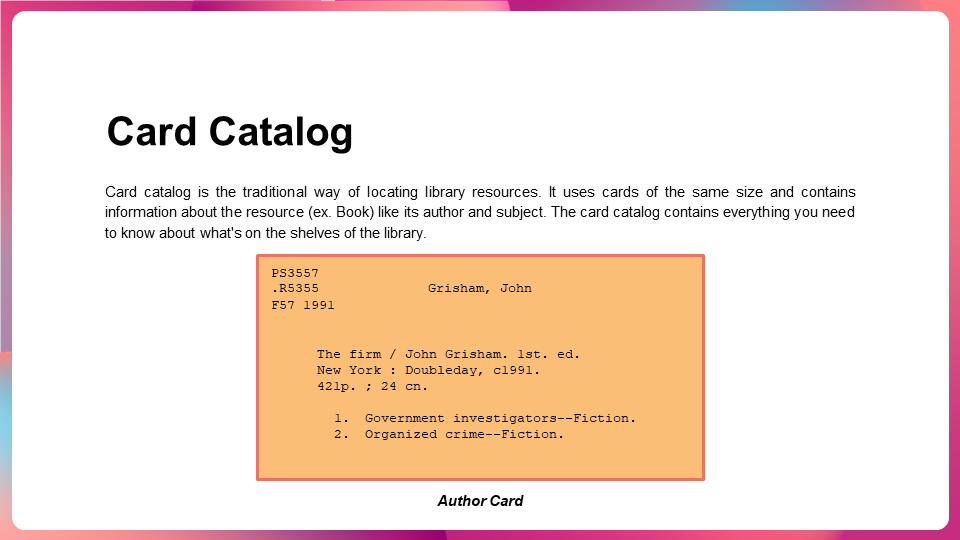 Card Catalog
Card catalog is the traditional way of locating library resources. It uses cards of the same size and contains
information about the resource (ex. Book) like its author and subject. The card catalog contains everything you need
to know about what's on the shelves of the library.
PS3557
.R5355 Grisham, John
F57 1991
The firm / John Grisham. 1st. ed.
New York : Doubleday, c1991.
421p. ; 24 cn.
1. Government investigators--Fiction.
2. Organized crime--Fiction.
Author Card